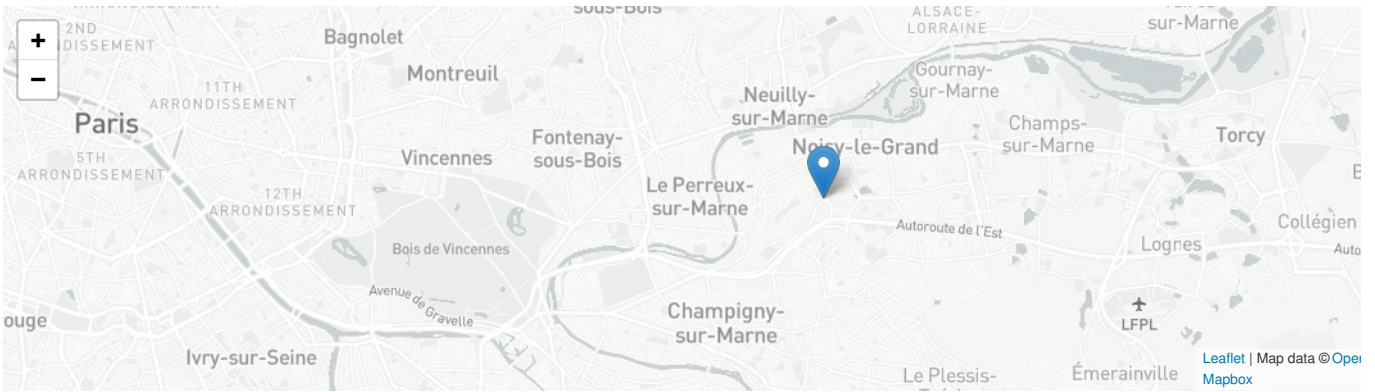 sous-Bois
ALSACE-
LORRAINE
sur-Marne
+
−
2ND
ARRONDISSEMENT
Bagnolet
Montreuil
11TH
ARRONDISSEMENT
Paris
5TH
ARRONDISSEMENT
12TH
ARRONDISSEMENT
Vincennes
Fontenay-
sous-Bois
Neuilly-
sur-Marne
Gournay-
sur-Marne
Noisy-le-Grand
Champs-
sur-Marne
Torcy
Le Perreux-
sur-Marne
Bois de Vincennes
Autoroute de l'Est
Collégien
Lognes
Auto
Avenue de Gravelle
Champigny-
sur-Marne
LFPL
ouge
Ivry-sur-Seine
Le Plessis-
Émerainville
Leaflet | Map data © Oper
Mapbox